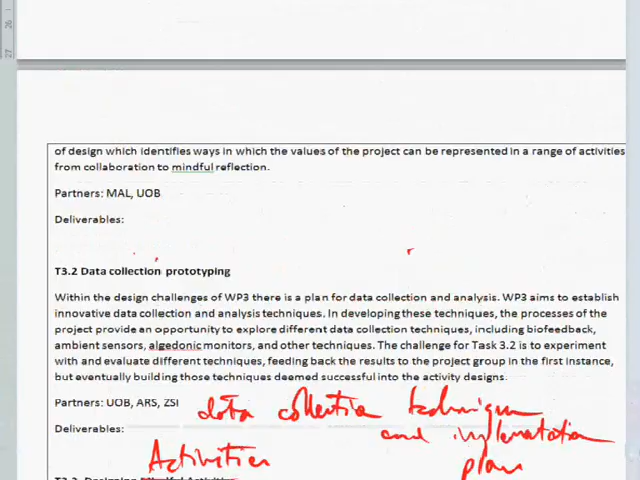 26
27
of design which identifies ways in which the values of the project can be represented in a range of activities
from collaboration to mindful reflection.
Partners: MAL, UOB
Deliverables:
T3.2 Data collection prototyping
Within the design challenges of WP3 there is a plan for data collection and analysis. WP3 aims to establish
innovative data collection and analysis techniques. In developing these techniques, the processes of the
project provide an opportunity to explore different data collection techniques, including biofeedback,
ambient sensors, algedonic monitors, and other techniques. The challenge for Task 3.2 is to experiment
with and evaluate different techniques, feeding back the results to the project group in the first instance,
but eventually building those techniques deemed successful into the activity designs.
Partners: UOB, ARS, ZSI
data collection technique
Deliverables:
and implementation
Activities
plan